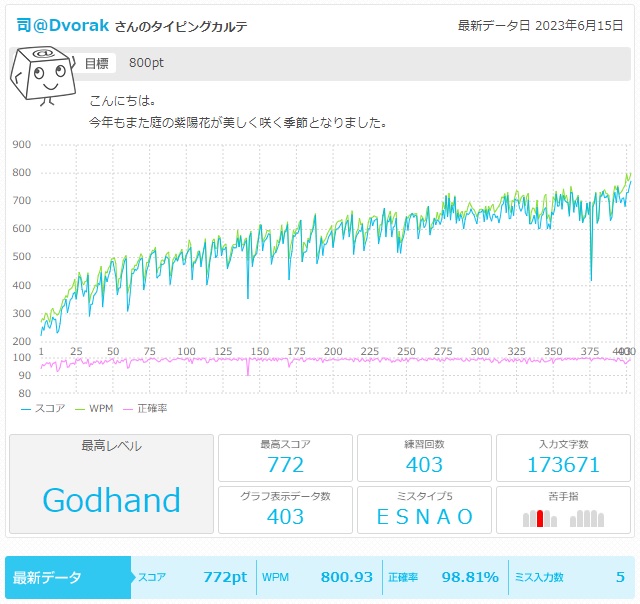 司@Dvorak さんのタイピングカルテ
最新データ日 2023年6月15日
目標 800pt
こんにちは。
今年もまた庭の紫陽花が美しく咲く季節となりました。
900
800
700
600
500
400
300
200
1 25 50 75 100 125 150 175 200 225 250 275 300 325 350 375 400 403
100
90
80
スコア WPM 正確率
最高レベル
Godhand
最高スコア
772
練習回数
403
入力文字数
173671
グラフ表示データ数
403
ミスタイプ5
E S N A O
苦手指
最新データ スコア 772pt WPM 800.93 正確率 98.81% ミス入力数 5